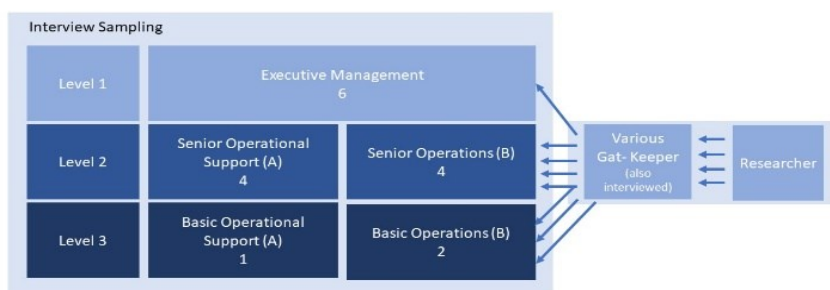 Interview Sampling
Level 1
Executive Management
6
Level 2
Senior Operational
Support (A)
4
Senior Operations (B)
4
Level 3
Basic Operational
Support (A)
1
Basic Operations (B)
2
Various
Gat- Keeper
(also
interviewed)
Researcher